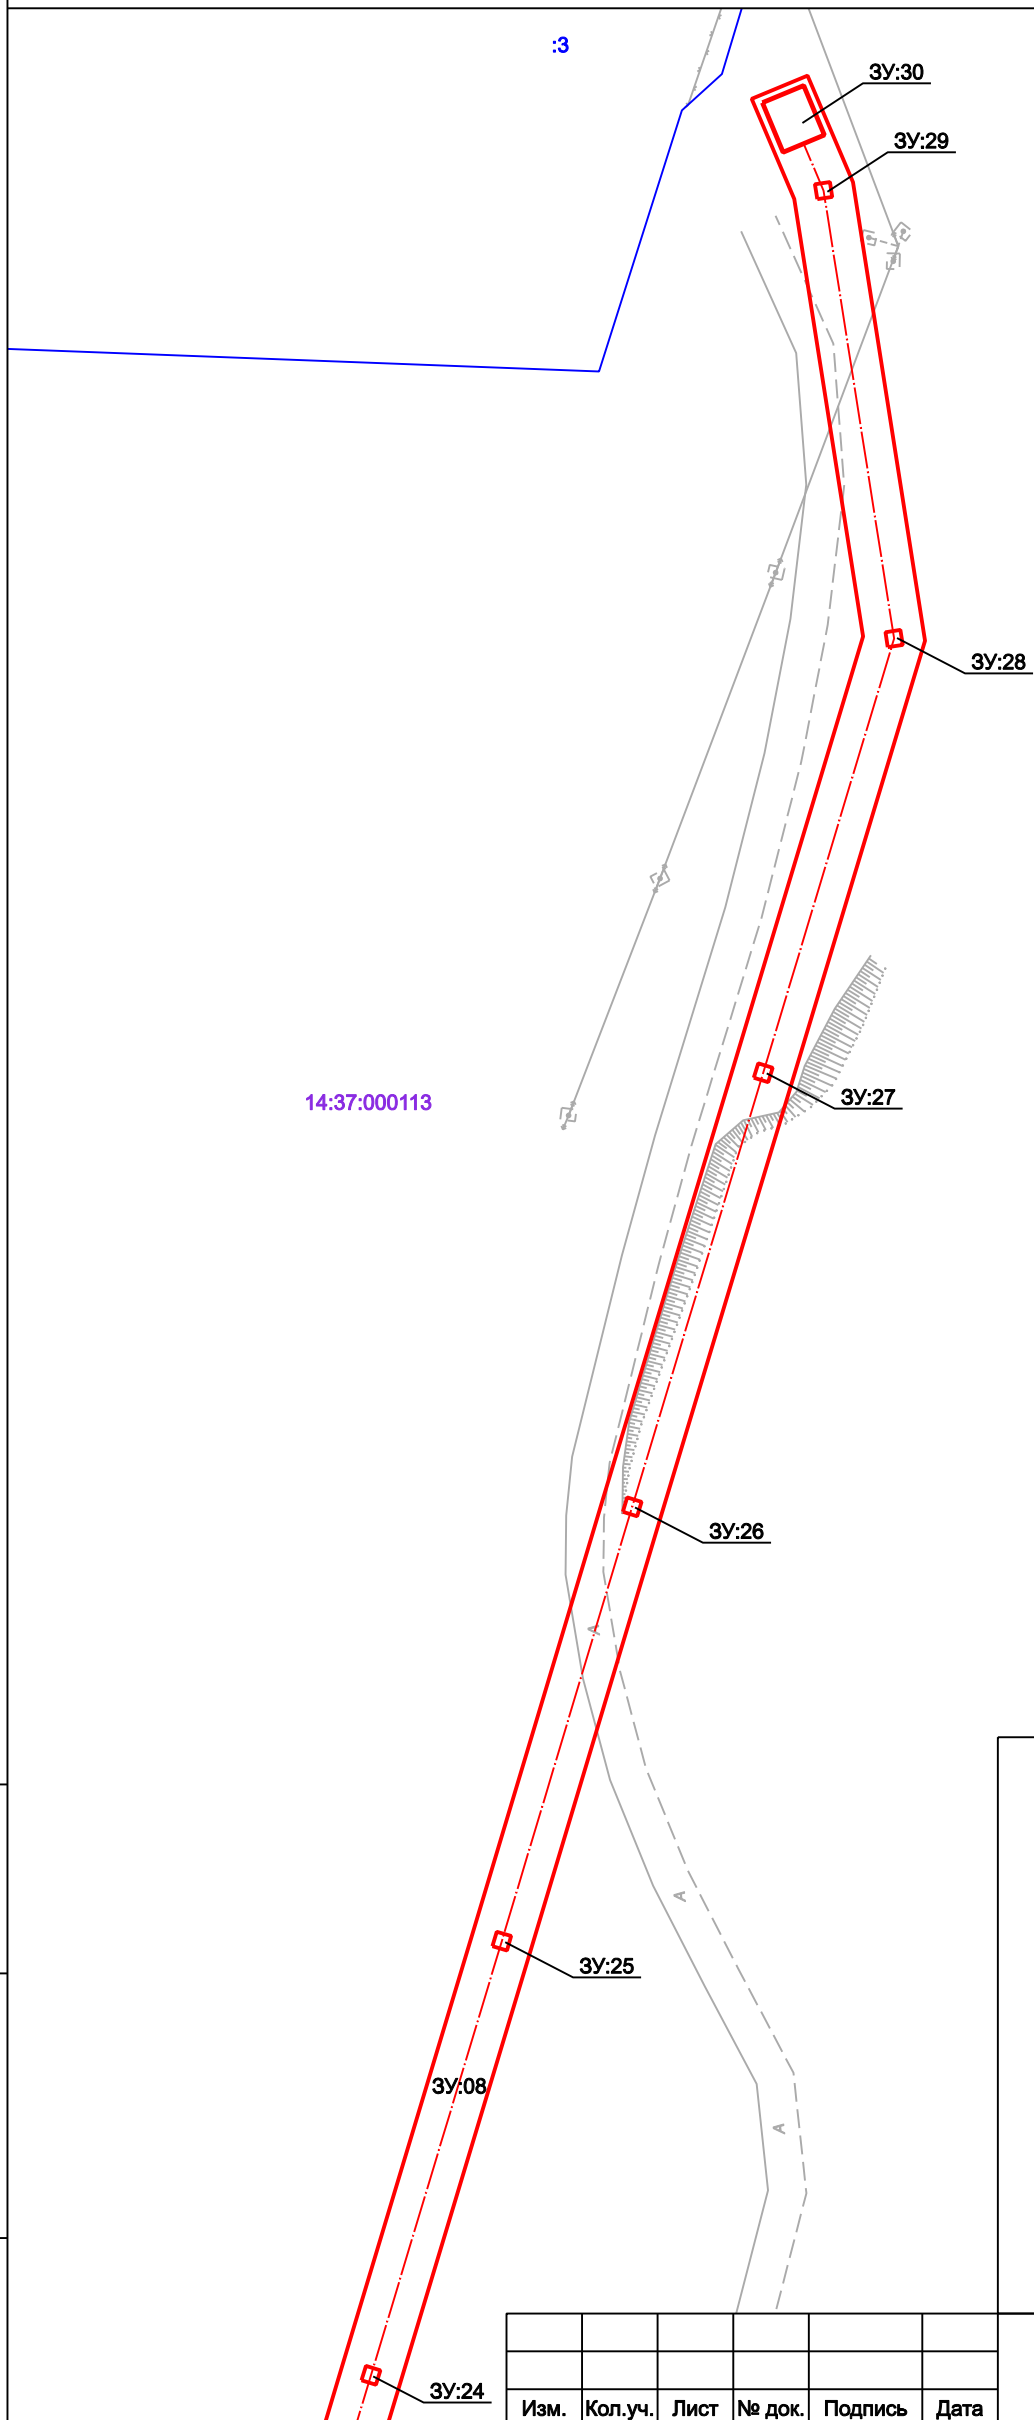 :3
ЗУ:30
ЗУ:29
ЗУ:28
14:37:000113
ЗУ:27
ЗУ:26
А
А
ЗУ:25
ЗУ:08
А
ЗУ:24
Изм. Кол.уч. Лист № док. Подпись Дата